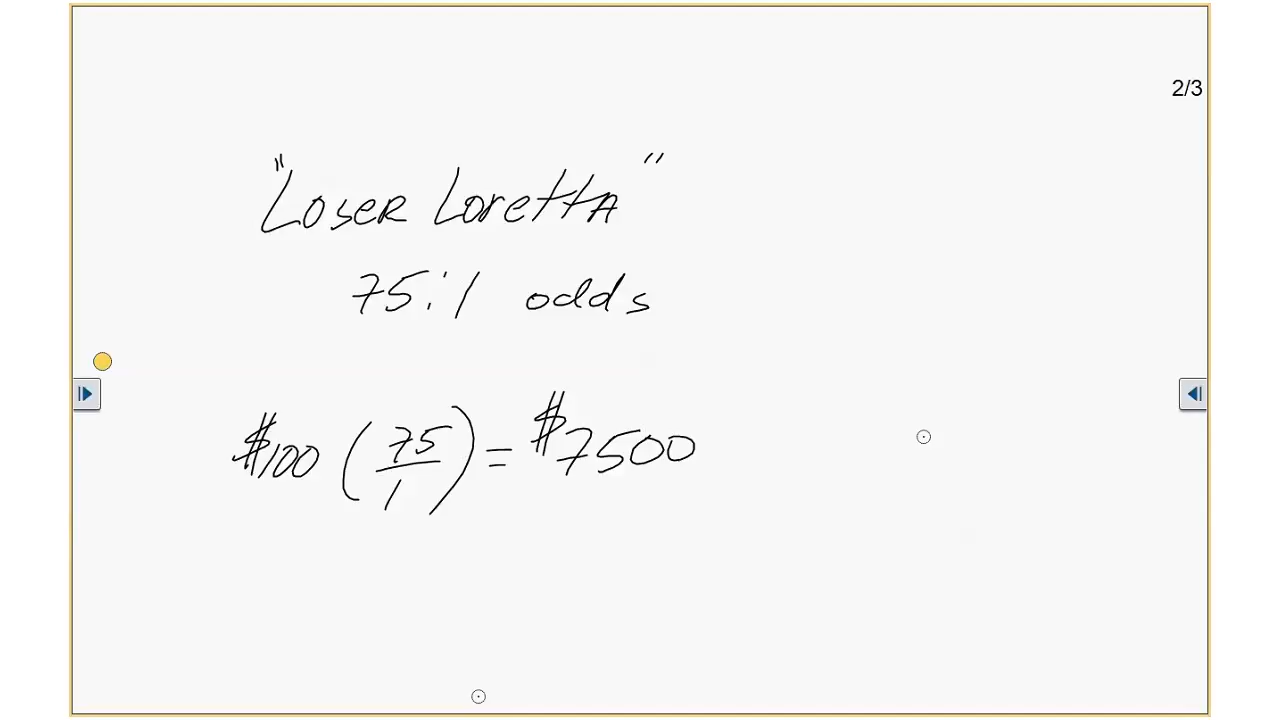 2/3
"Loser Loretta"
75:1 odds
$100 (75/1) = $7500